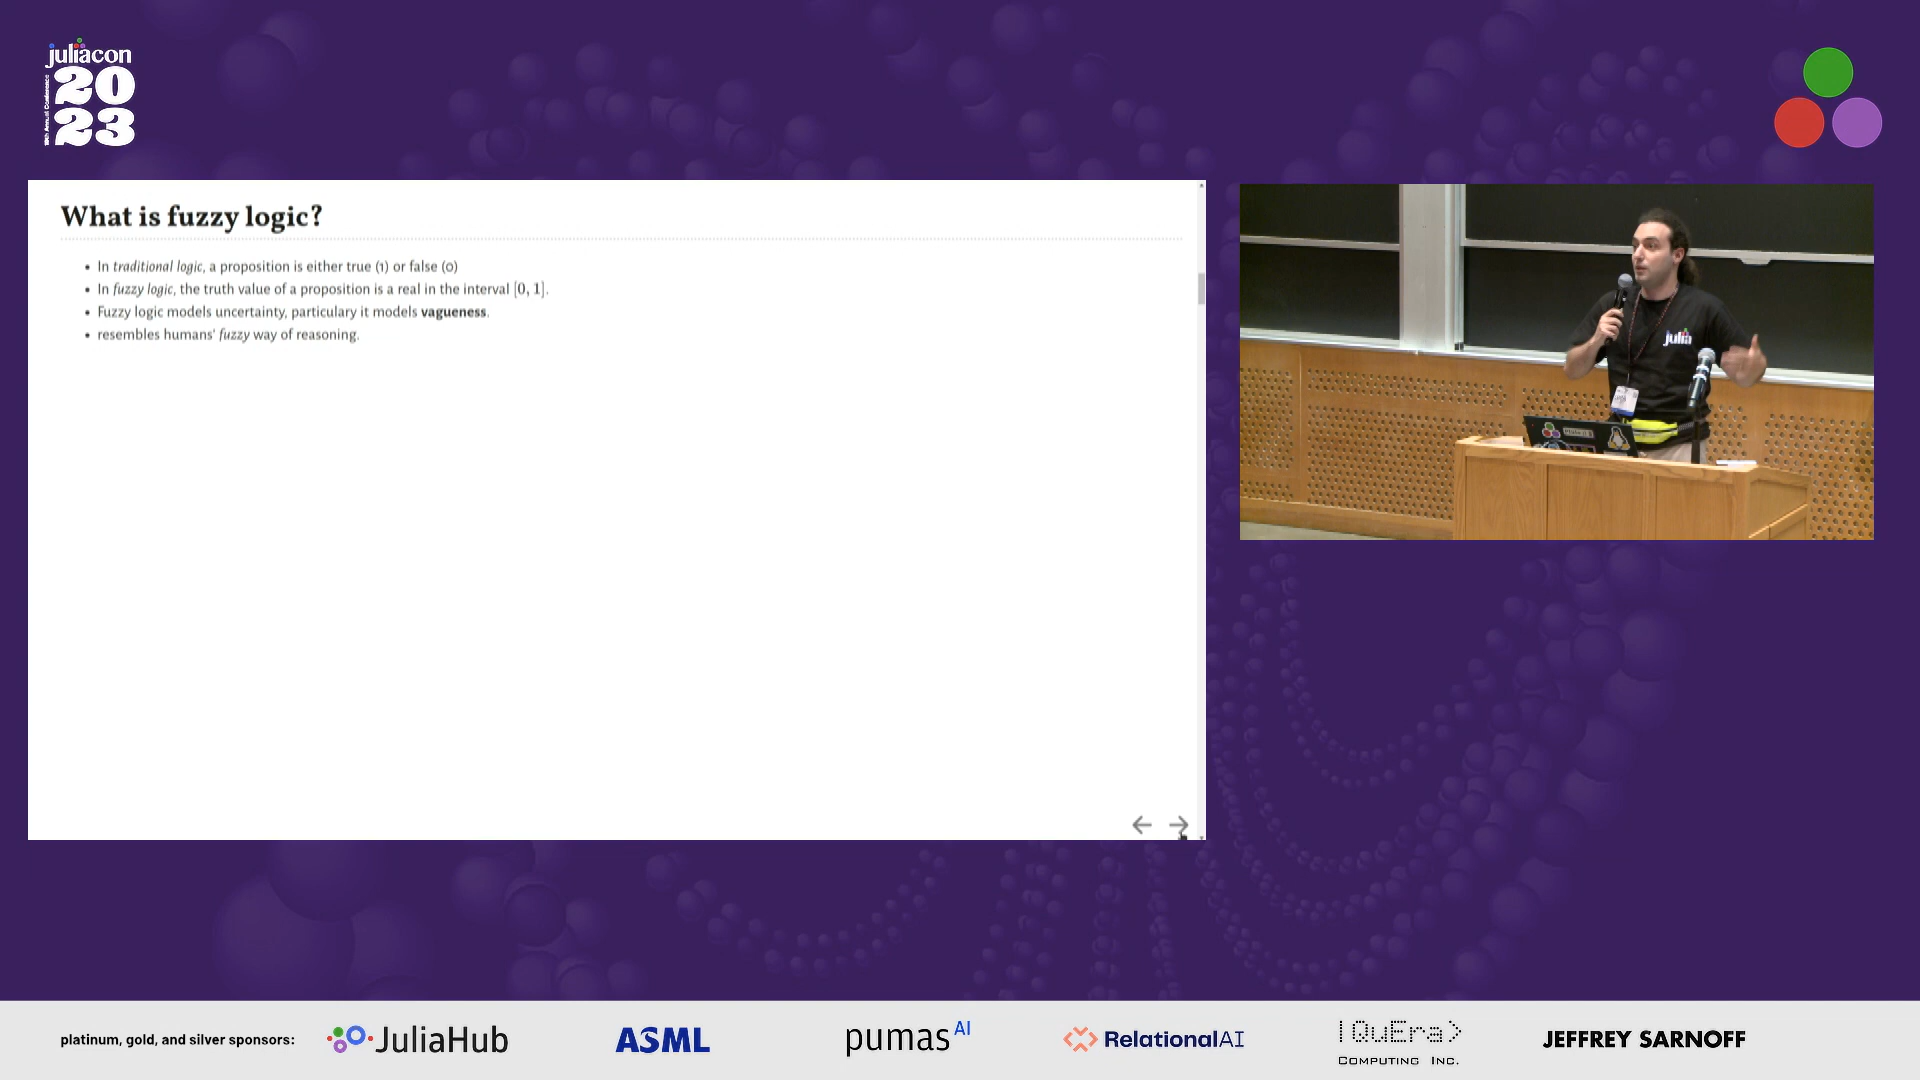 juliacon
20
23
What is fuzzy logic?
• In traditional logic, a proposition is either true (1) or false (0)
• In fuzzy logic, the truth value of a proposition is a real in the interval [0, 1].
• Fuzzy logic models uncertainty, particulary it models vagueness.
• resembles humans' fuzzy way of reasoning.
julia
platinum, gold, and silver sponsors:
JuliaHub
ASML
pumas AI
RelationalAI
|QuEra>
COMPUTING INC.
JEFFREY SARNOFF